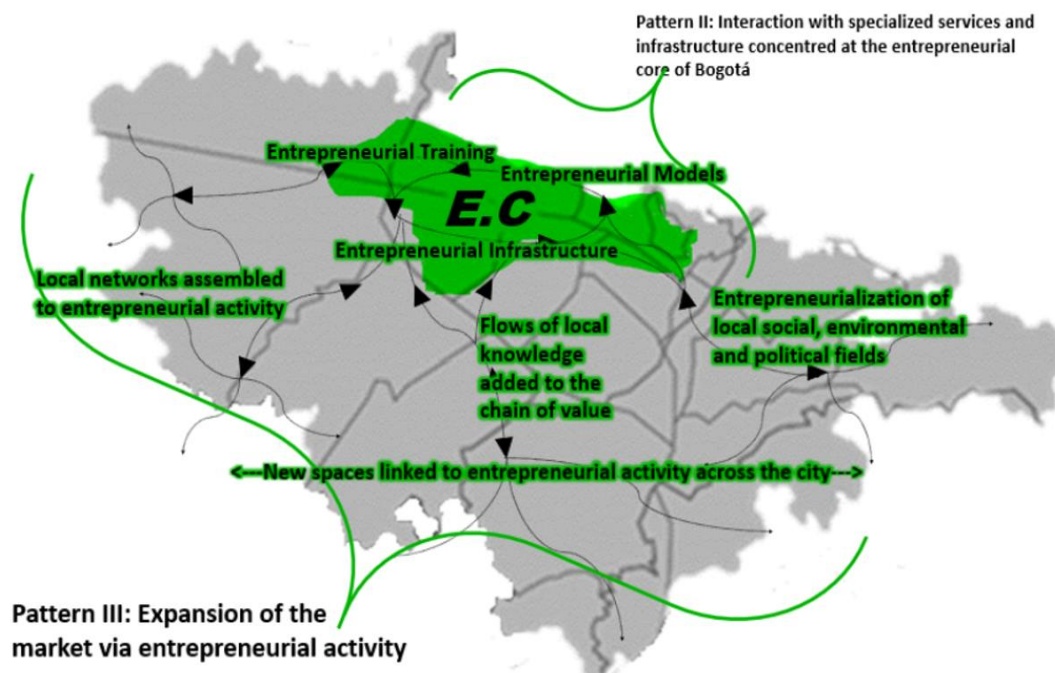 Pattern II: Interaction with specialized services and
infrastructure concentred at the entrepreneurial
core of Bogotá
Entrepreneurial Training
Entrepreneurial Models
E.C
Entrepreneurial Infrastructure
Local networks assembled
to entrepreneurial activity
Flows of local
knowledge
added to the
chain of value
Entrepreneurialization of
local social, environmental
and political fields
<---New spaces linked to entrepreneurial activity across the city--->
Pattern III: Expansion of the
market via entrepreneurial activity